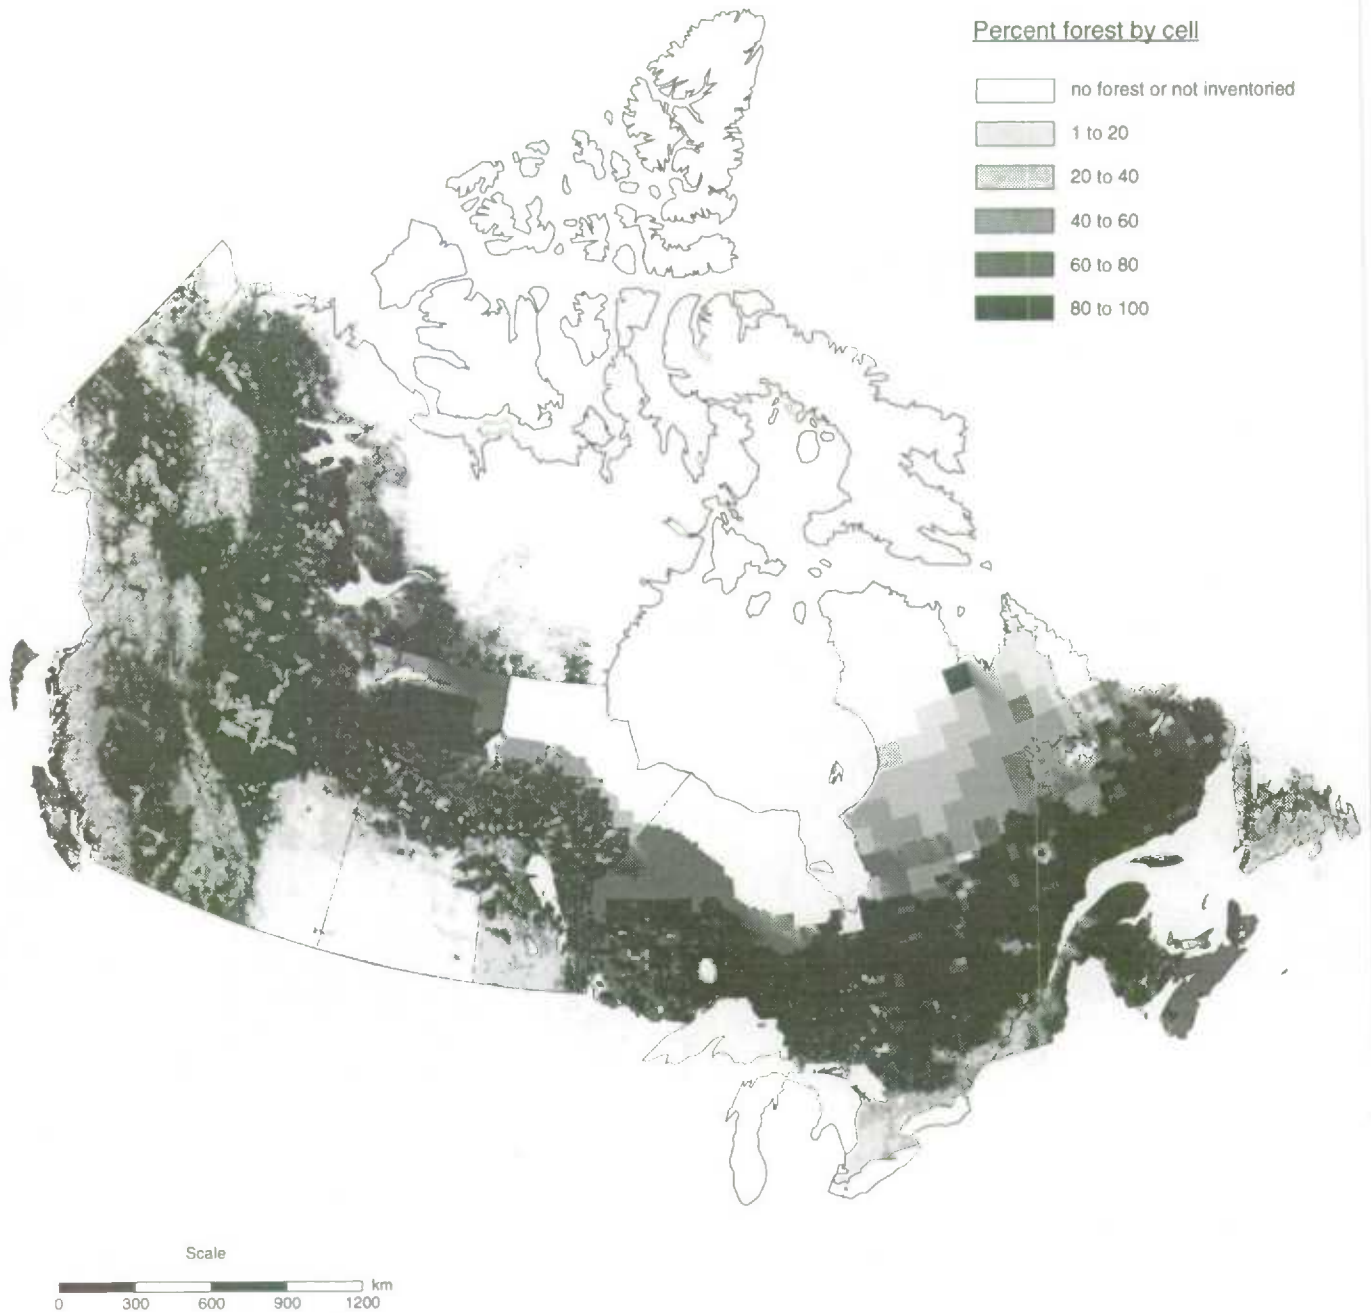 Percent forest by cell
no forest or not inventoried
1 to 20
20 to 40
40 to 60
60 to 80
80 to 100
Scale
km
0 300 600 900 1200